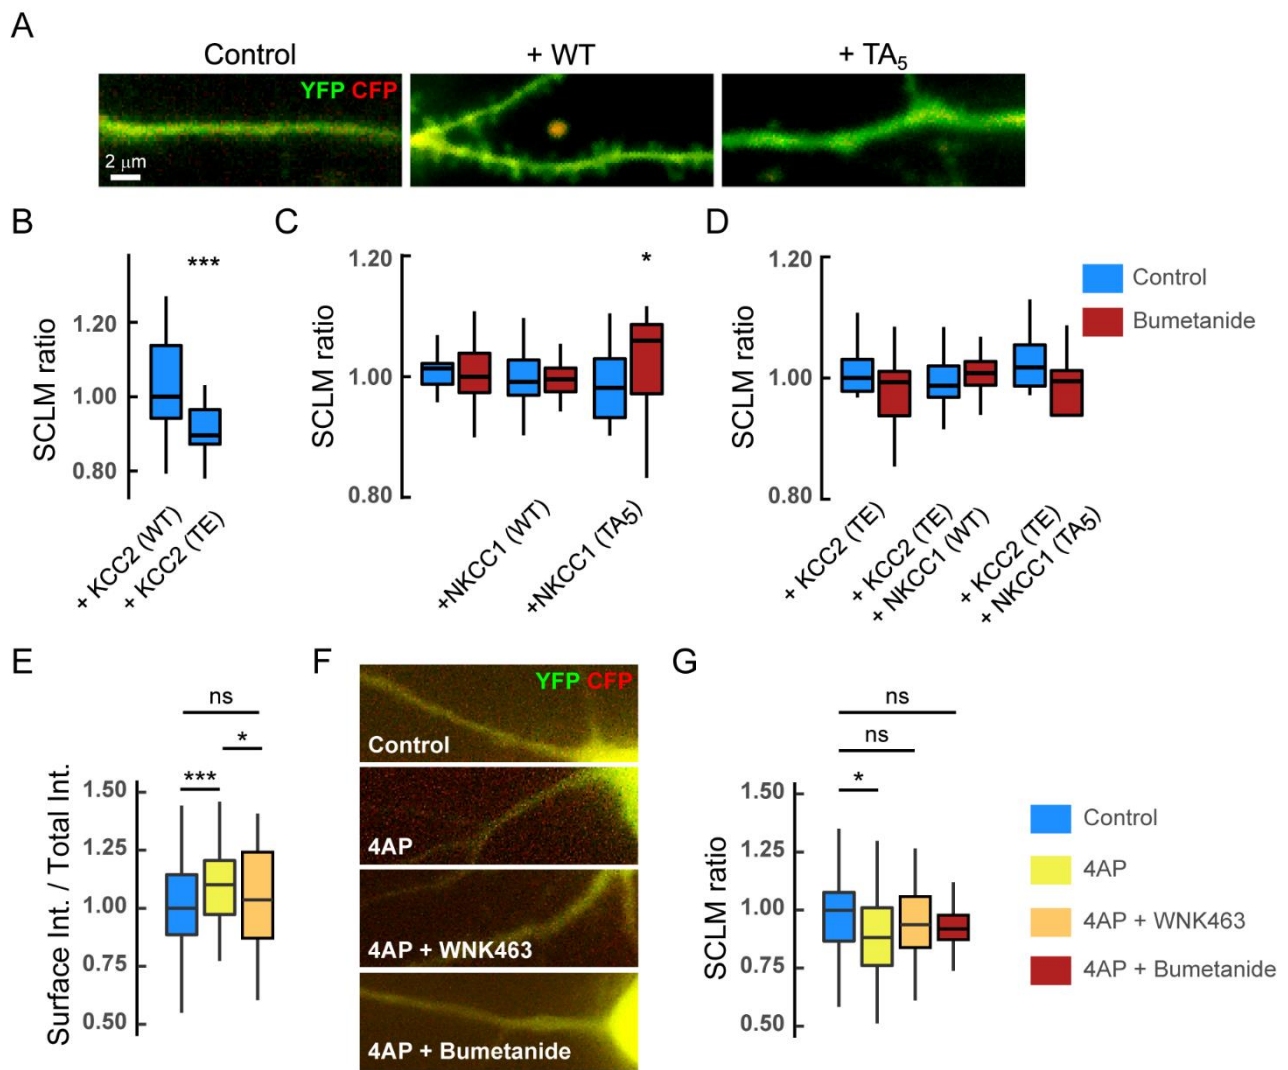 A
Control
+ WT
+ TA5
YFP CFP
2 μm
B
C
D
***
SCLM ratio
1.20
1.00
0.80
+ KCC2 (WT)
+ KCC2 (TE)
*
SCLM ratio
1.20
1.00
0.80
+NKCC1 (WT)
+NKCC1 (TA5)
SCLM ratio
1.20
1.00
0.80
+ KCC2 (TE)
+ KCC2 (TE)
+ NKCC1 (WT)
+ KCC2 (TE)
+ NKCC1 (TA5)
Control
Bumetanide
E
ns
*
***
Surface Int. / Total Int.
1.50
1.25
1.00
0.75
0.50
F
YFP CFP
Control
4AP
4AP + WNK463
4AP + Bumetanide
G
ns
ns
*
SCLM ratio
1.50
1.25
1.00
0.75
0.50
Control
4AP
4AP + WNK463
4AP + Bumetanide